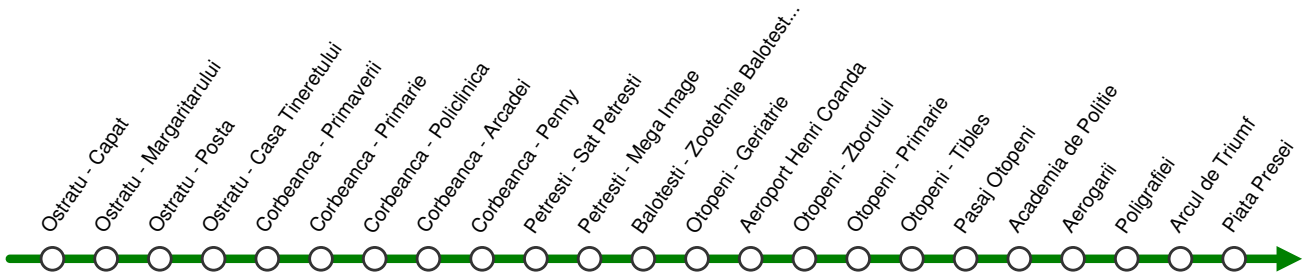 Ostratu - Capat
Ostratu - Margaritarului
Ostratu - Posta
Ostratu - Casa Tineretului
Corbeanca - Primaverii
Corbeanca - Primarie
Corbeanca - Policlinica
Corbeanca - Arcadei
Corbeanca - Penny
Petresti - Sat Petresti
Petresti - Mega Image
Balotesti - Zootehnie Balotest...
Otopeni - Geriatrie
Aeroport Henri Coanda
Otopeni - Zborului
Otopeni - Primarie
Otopeni - Tibles
Pasaj Otopeni
Academia de Politie
Aerogarii
Poligrafiei
Arcul de Triumf
Piata Presei